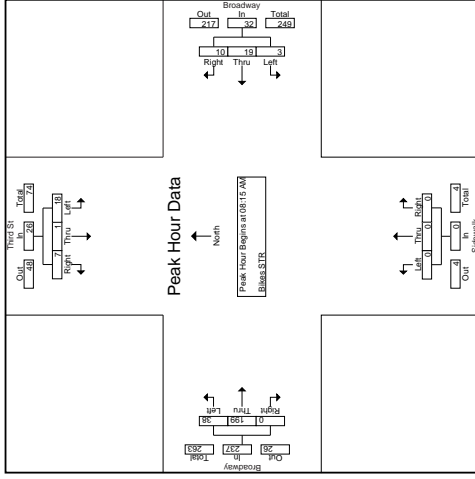 Broadway
Out In Total
217 32 249
10 19 3
Right Thru Left
Third St
Out In Total
48 26 74
7 1 18
Right Thru Left
Peak Hour Data
North
Peak Hour Begins at 08:15 AM
Bikes STR
Left Thru Right
0 0 0
Out In Total
4 0 4
Sidewalk
Left Thru Right
38 199 0
Total In Out
263 237 26
Broadway